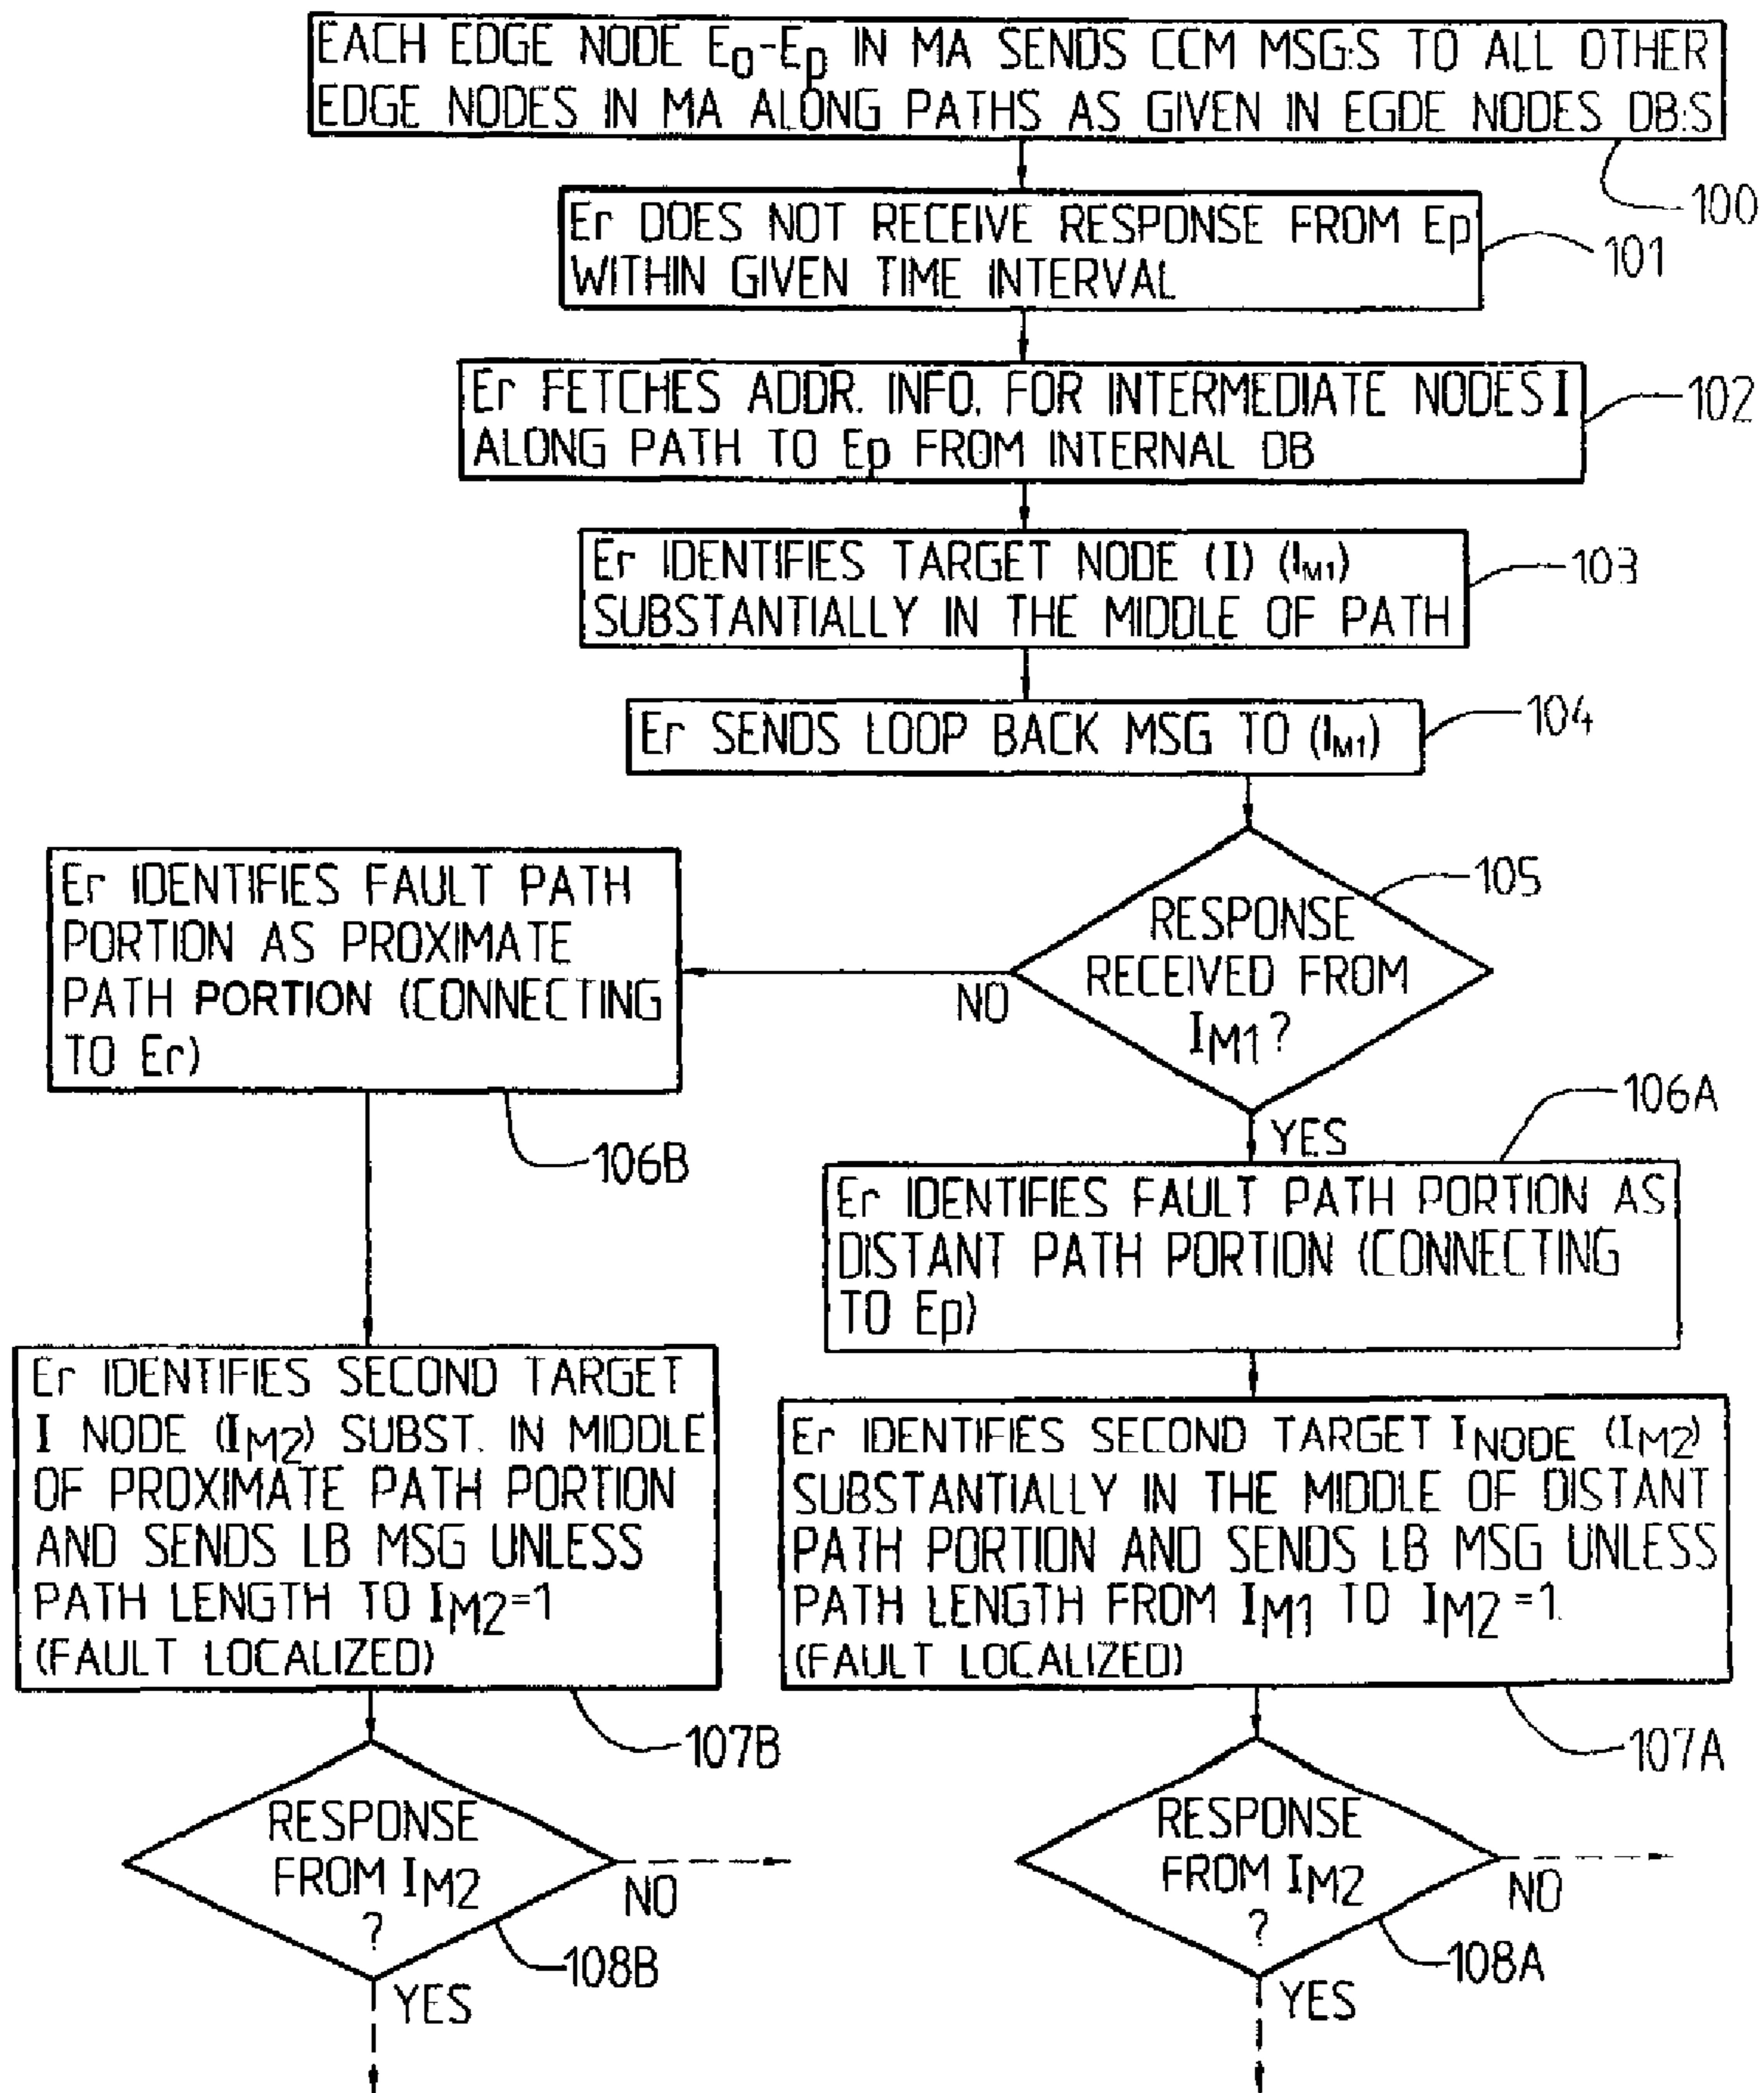 EACH EDGE NODE E0-Ep IN MA SENDS CCM MSG:S TO ALL OTHER
EDGE NODES IN MA ALONG PATHS AS GIVEN IN EGDE NODES DB:S
100
Er DOES NOT RECEIVE RESPONSE FROM Ep
WITHIN GIVEN TIME INTERVAL
101
Er FETCHES ADDR. INFO. FOR INTERMEDIATE NODES I
ALONG PATH TO Ep FROM INTERNAL DB
102
Er IDENTIFIES TARGET NODE (I) (IM1)
SUBSTANTIALLY IN THE MIDDLE OF PATH
103
Er SENDS LOOP BACK MSG TO (IM1)
104
RESPONSE
RECEIVED FROM
IM1?
105
NO
YES
Er IDENTIFIES FAULT PATH
PORTION AS PROXIMATE
PATH PORTION (CONNECTING
TO Er)
106B
106A
Er IDENTIFIES FAULT PATH PORTION AS
DISTANT PATH PORTION (CONNECTING
TO Ep)
Er IDENTIFIES SECOND TARGET
I NODE (IM2) SUBST. IN MIDDLE
OF PROXIMATE PATH PORTION
AND SENDS LB MSG UNLESS
PATH LENGTH TO IM2=1
(FAULT LOCALIZED)
107B
Er IDENTIFIES SECOND TARGET INODE (IM2)
SUBSTANTIALLY IN THE MIDDLE OF DISTANT
PATH PORTION AND SENDS LB MSG UNLESS
PATH LENGTH FROM IM1 TO IM2=1.
(FAULT LOCALIZED)
107A
RESPONSE
FROM IM2
?
NO
108B
YES
RESPONSE
FROM IM2
?
NO
108A
YES